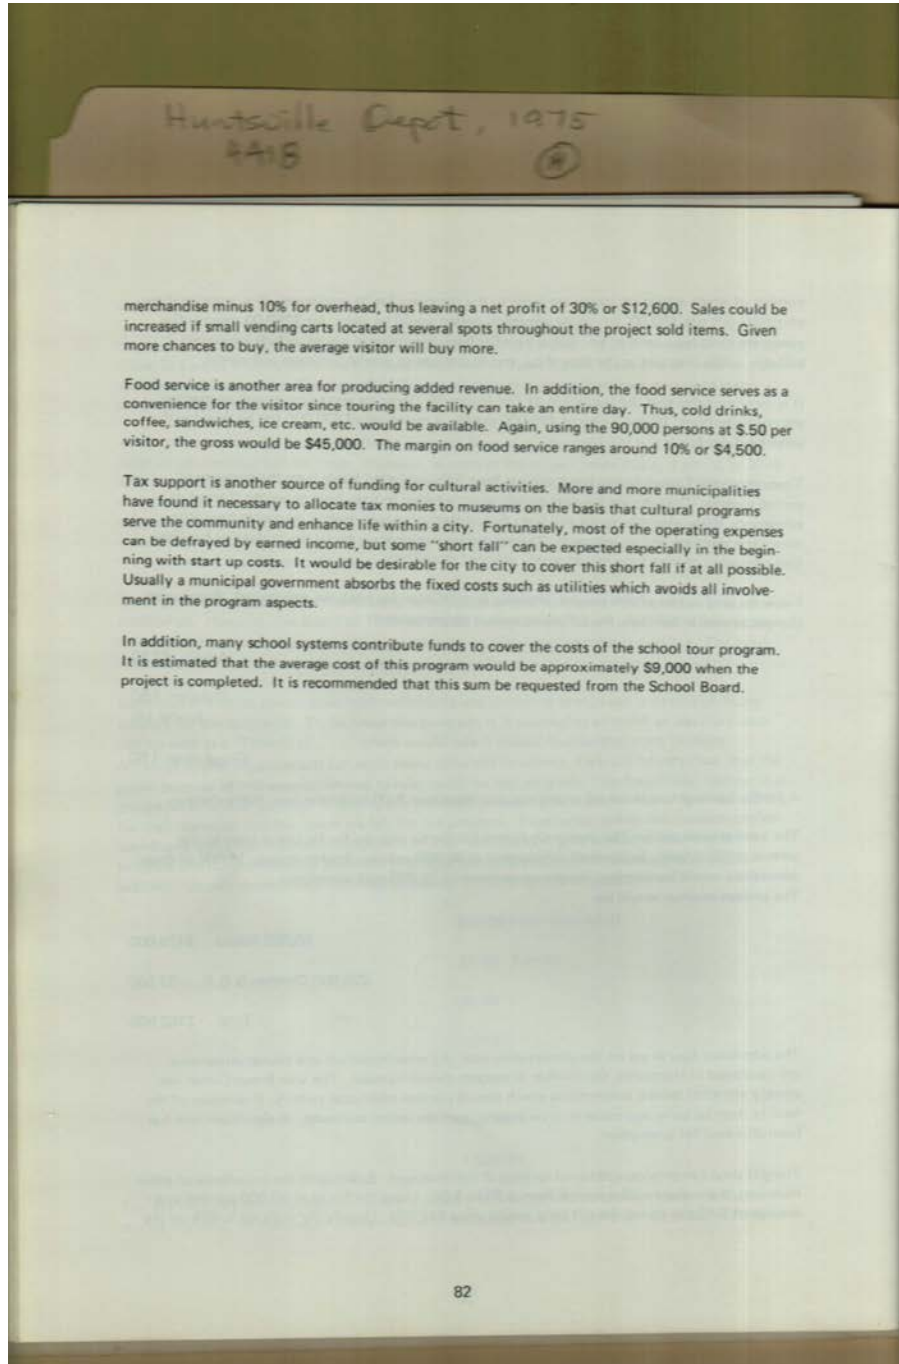 Huntsville Depot, 1975
4418
merchandise minus 10% for overhead, thus leaving a net profit of 30% or $12,600. Sales could be
increased if small vending carts located at several spots throughout the project sold items. Given
more chances to buy, the average visitor will buy more.
Food service is another area for producing added revenue. In addition, the food service serves as a
convenience for the visitor since touring the facility can take an entire day. Thus, cold drinks,
coffee, sandwiches, ice cream, etc. would be available. Again, using the 90,000 persons at $.50 per
visitor, the gross would be $45,000. The margin on food service ranges around 10% or $4,500.
Tax support is another source of funding for cultural activities. More and more municipalities
have found it necessary to allocate tax monies to museums on the basis that cultural programs
serve the community and enhance life within a city. Fortunately, most of the operating expenses
can be defrayed by earned income, but some "short fall" can be expected especially in the begin-
ning with start up costs. It would be desirable for the city to cover this short fall if at all possible.
Usually a municipal government absorbs the fixed costs such as utilities which avoids all involve-
ment in the program aspects.
In addition, many school systems contribute funds to cover the costs of the school tour program.
It is estimated that the average cost of this program would be approximately $9,000 when the
project is completed. It is recommended that this sum be requested from the School Board.
82